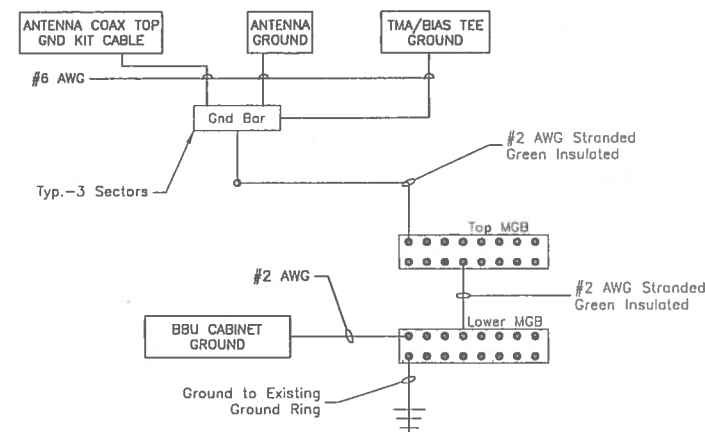 ANTENNA COAX TOP
GND KIT CABLE
ANTENNA
GROUND
TMA/BIAS TEE
GROUND
#6 AWG
Gnd Bar
#2 AWG Stranded
Green Insulated
Typ.-3 Sectors
Top MGB
#2 AWG
#2 AWG Stranded
Green Insulated
Lower MGB
BBU CABINET
GROUND
Ground to Existing
Ground Ring